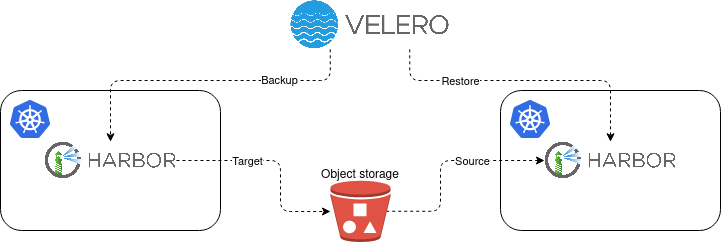 VELERO
Backup
Restore
HARBOR
Target
Object storage
Source
HARBOR